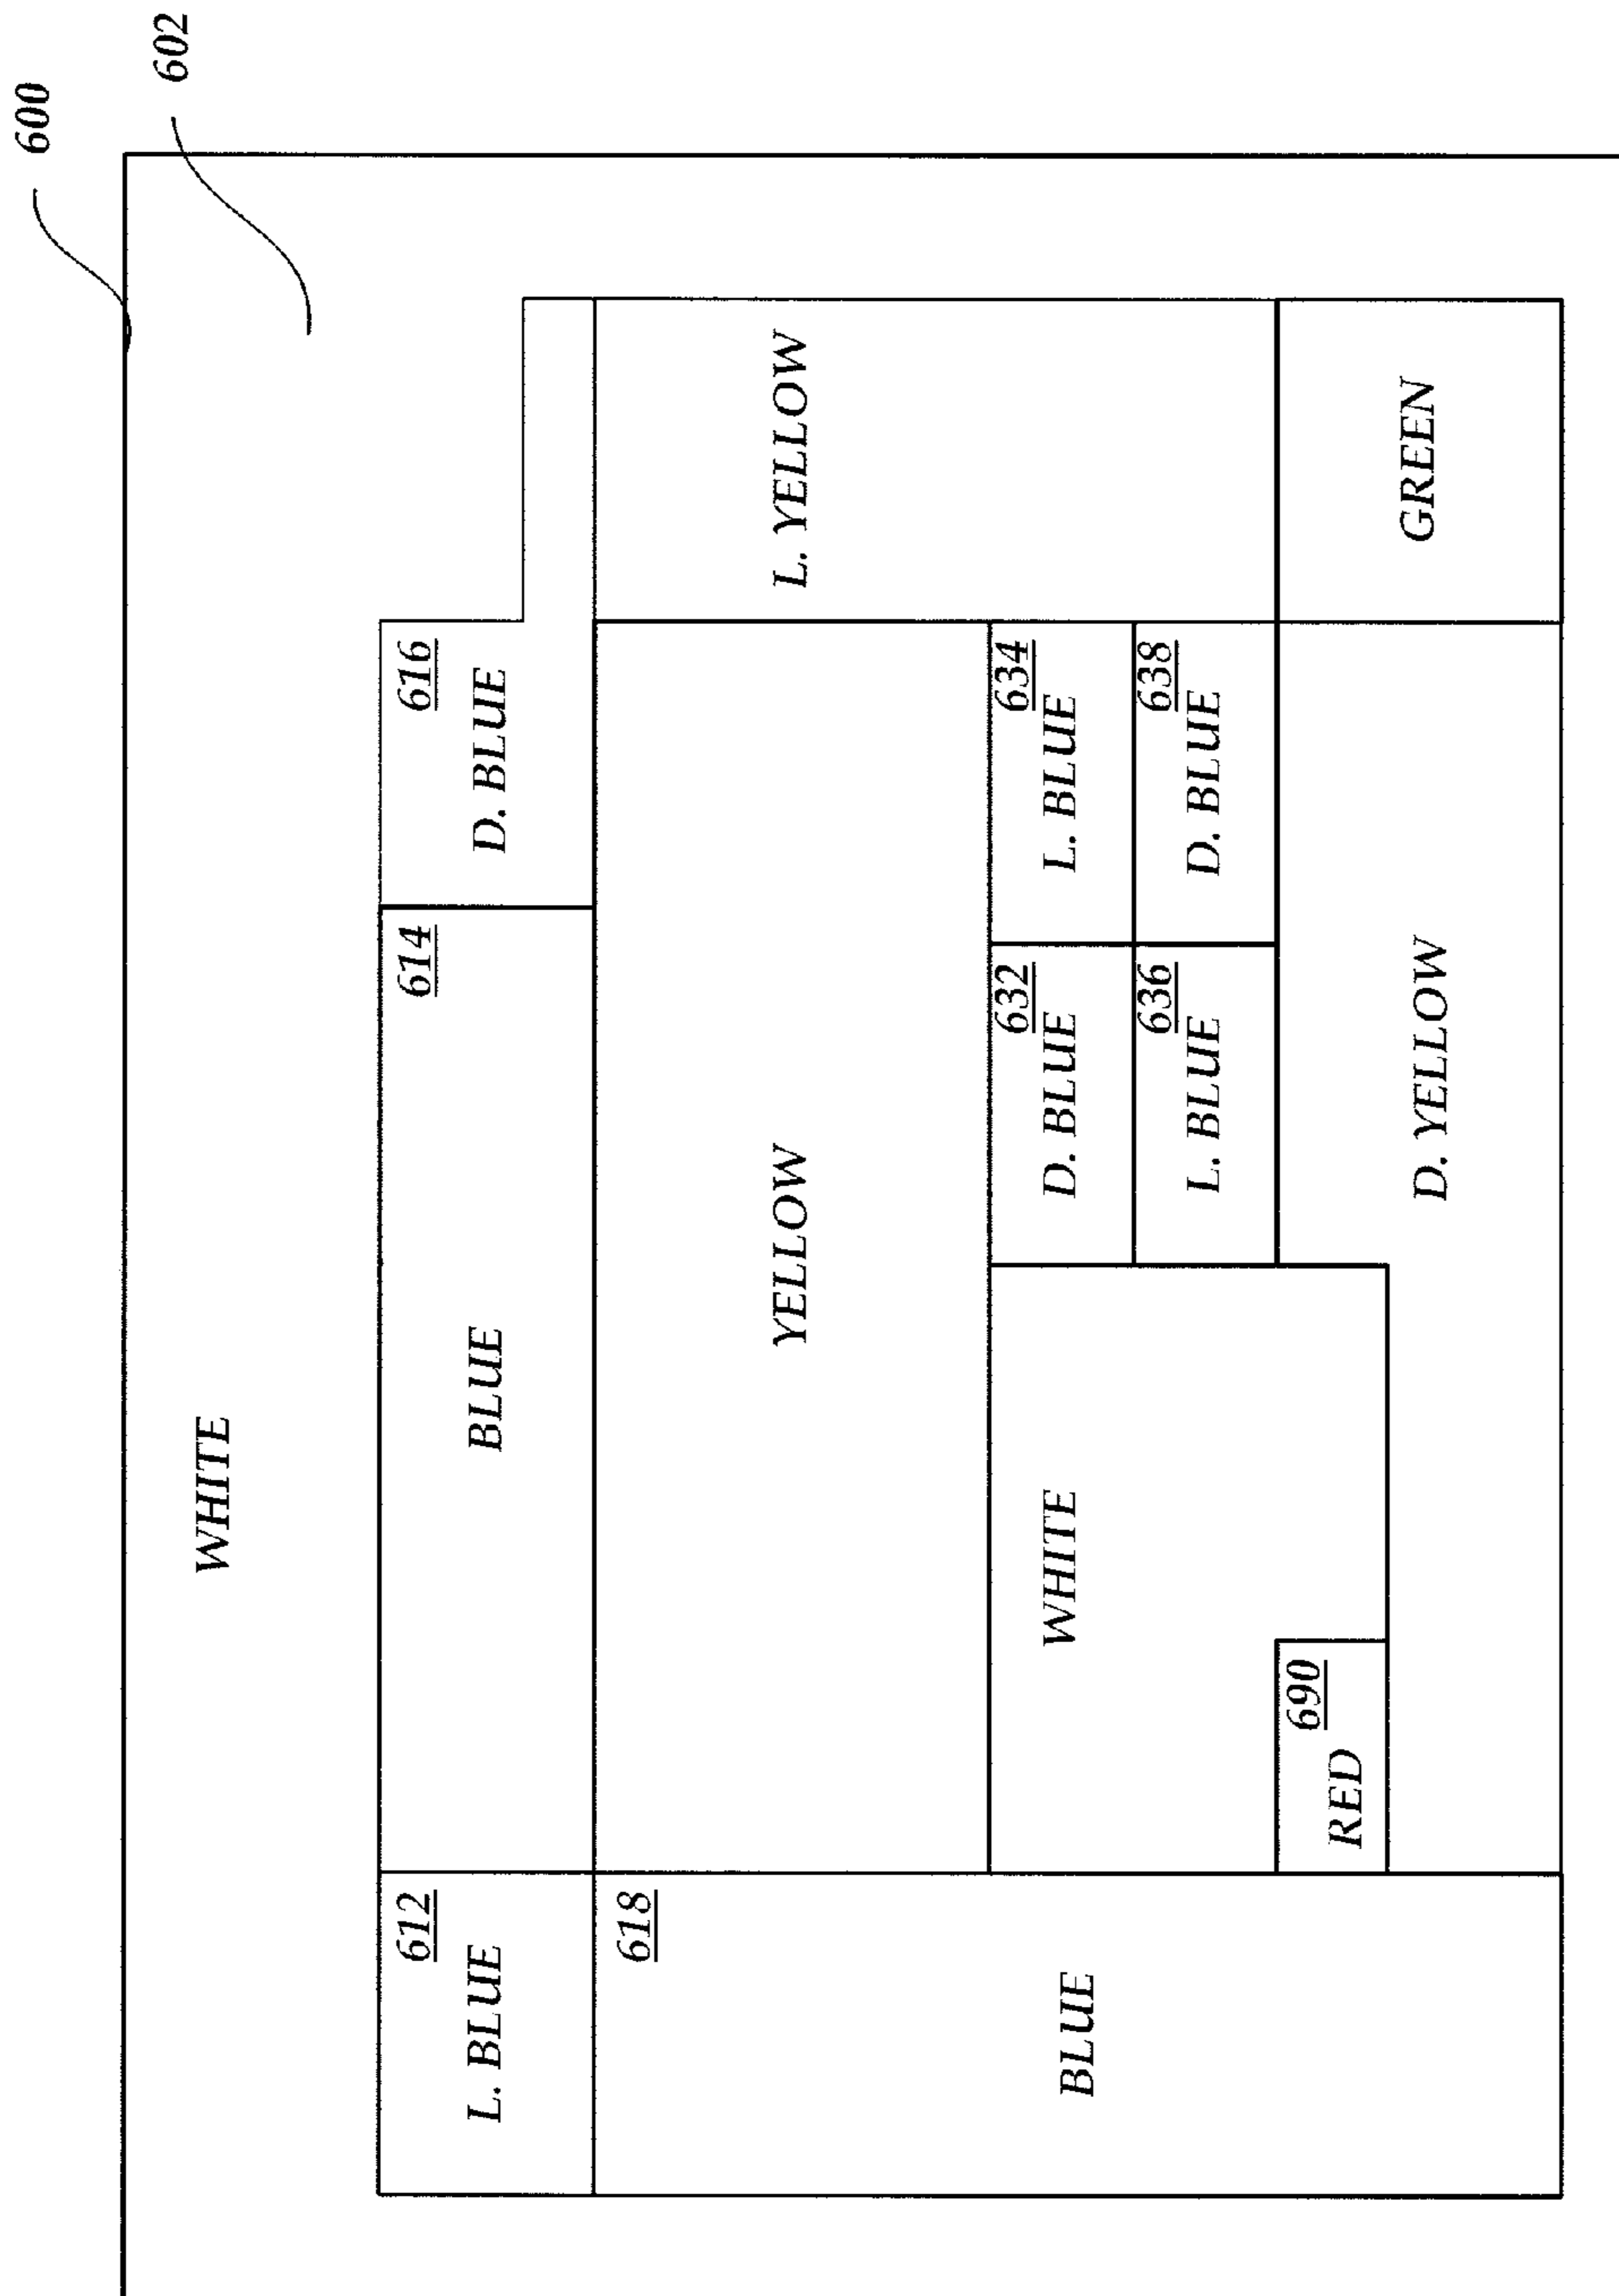 600
602
WHITE
612
L. BLUE
614
BLUE
616
D. BLUE
618
BLUE
YELLOW
L. YELLOW
WHITE
632
D. BLUE
634
L. BLUE
636
L. BLUE
638
D. BLUE
690
RED
D. YELLOW
GREEN